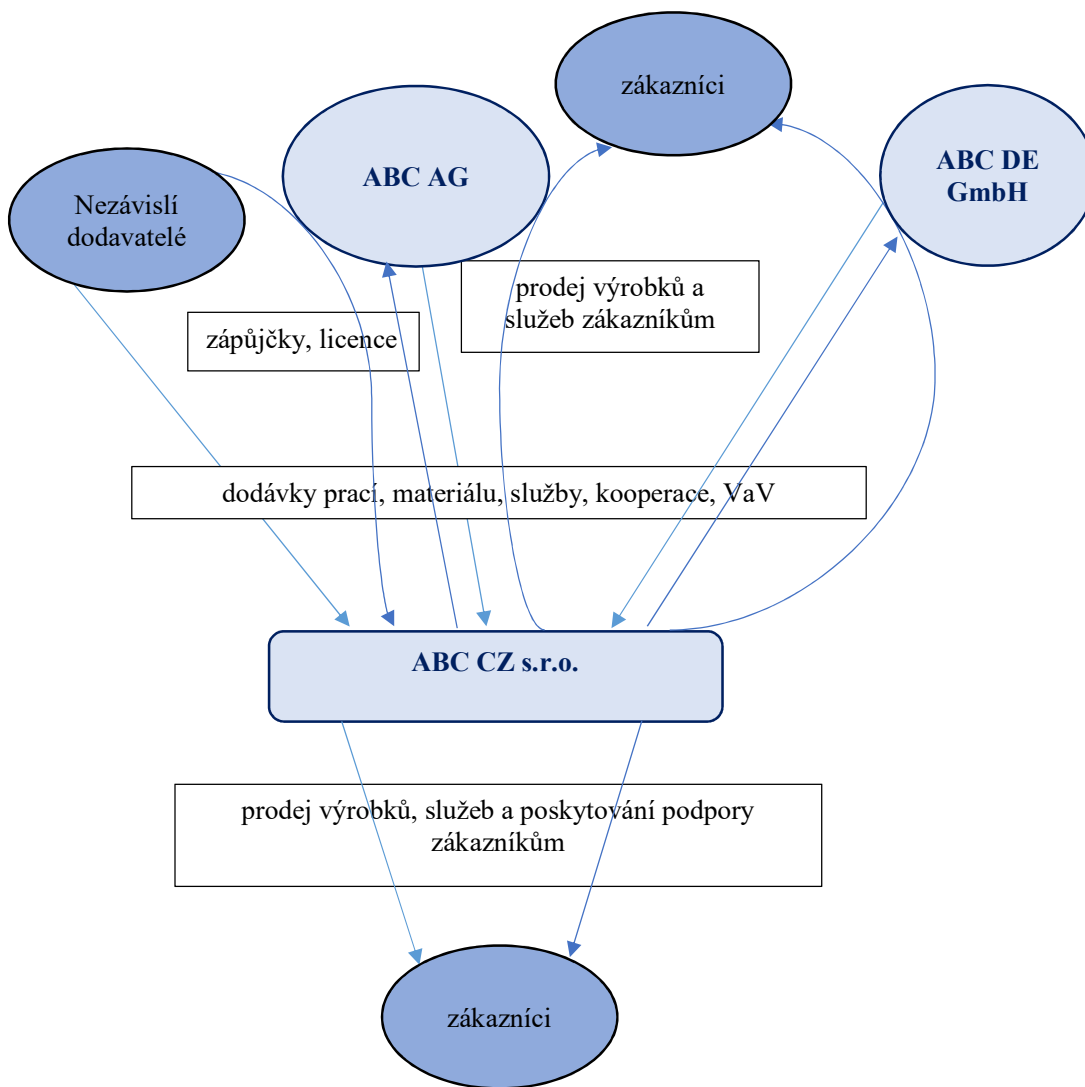 zákazníci
ABC AG
ABC DE
GmbH
Nezávislí
dodavatelé
prodej výrobků a
služeb zákazníkům
zápůjčky, licence
dodávky prací, materiálu, služby, kooperace, VaV
ABC CZ s.r.o.
prodej výrobků, služeb a poskytování podpory
zákazníkům
zákazníci